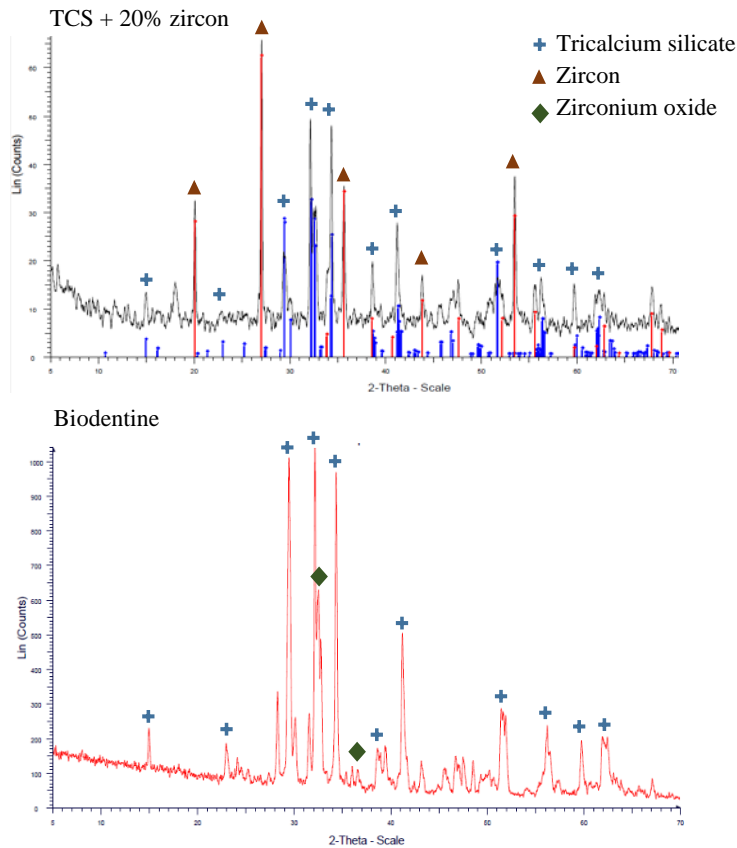 TCS + 20% zircon
Tricalcium silicate
Zircon
Zirconium oxide
Lin (Counts)
60
50
40
30
20
10
0
5 10 20 30 40 50 60 70
2-Theta - Scale
Biodentine
Lin (Counts)
1000
900
800
700
600
500
400
300
200
100
0
5 10 20 30 40 50 60 70
2-Theta - Scale